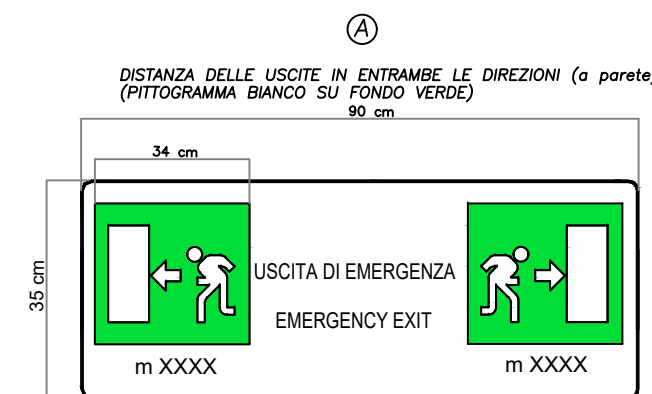 A
DISTANZA DELLE USCITE IN ENTRAMBE LE DIREZIONI (a parete)
(PITTOGRAMMA BIANCO SU FONDO VERDE)
90 cm
34 cm
35 cm
USCITA DI EMERGENZA
EMERGENCY EXIT
m XXXX
m XXXX